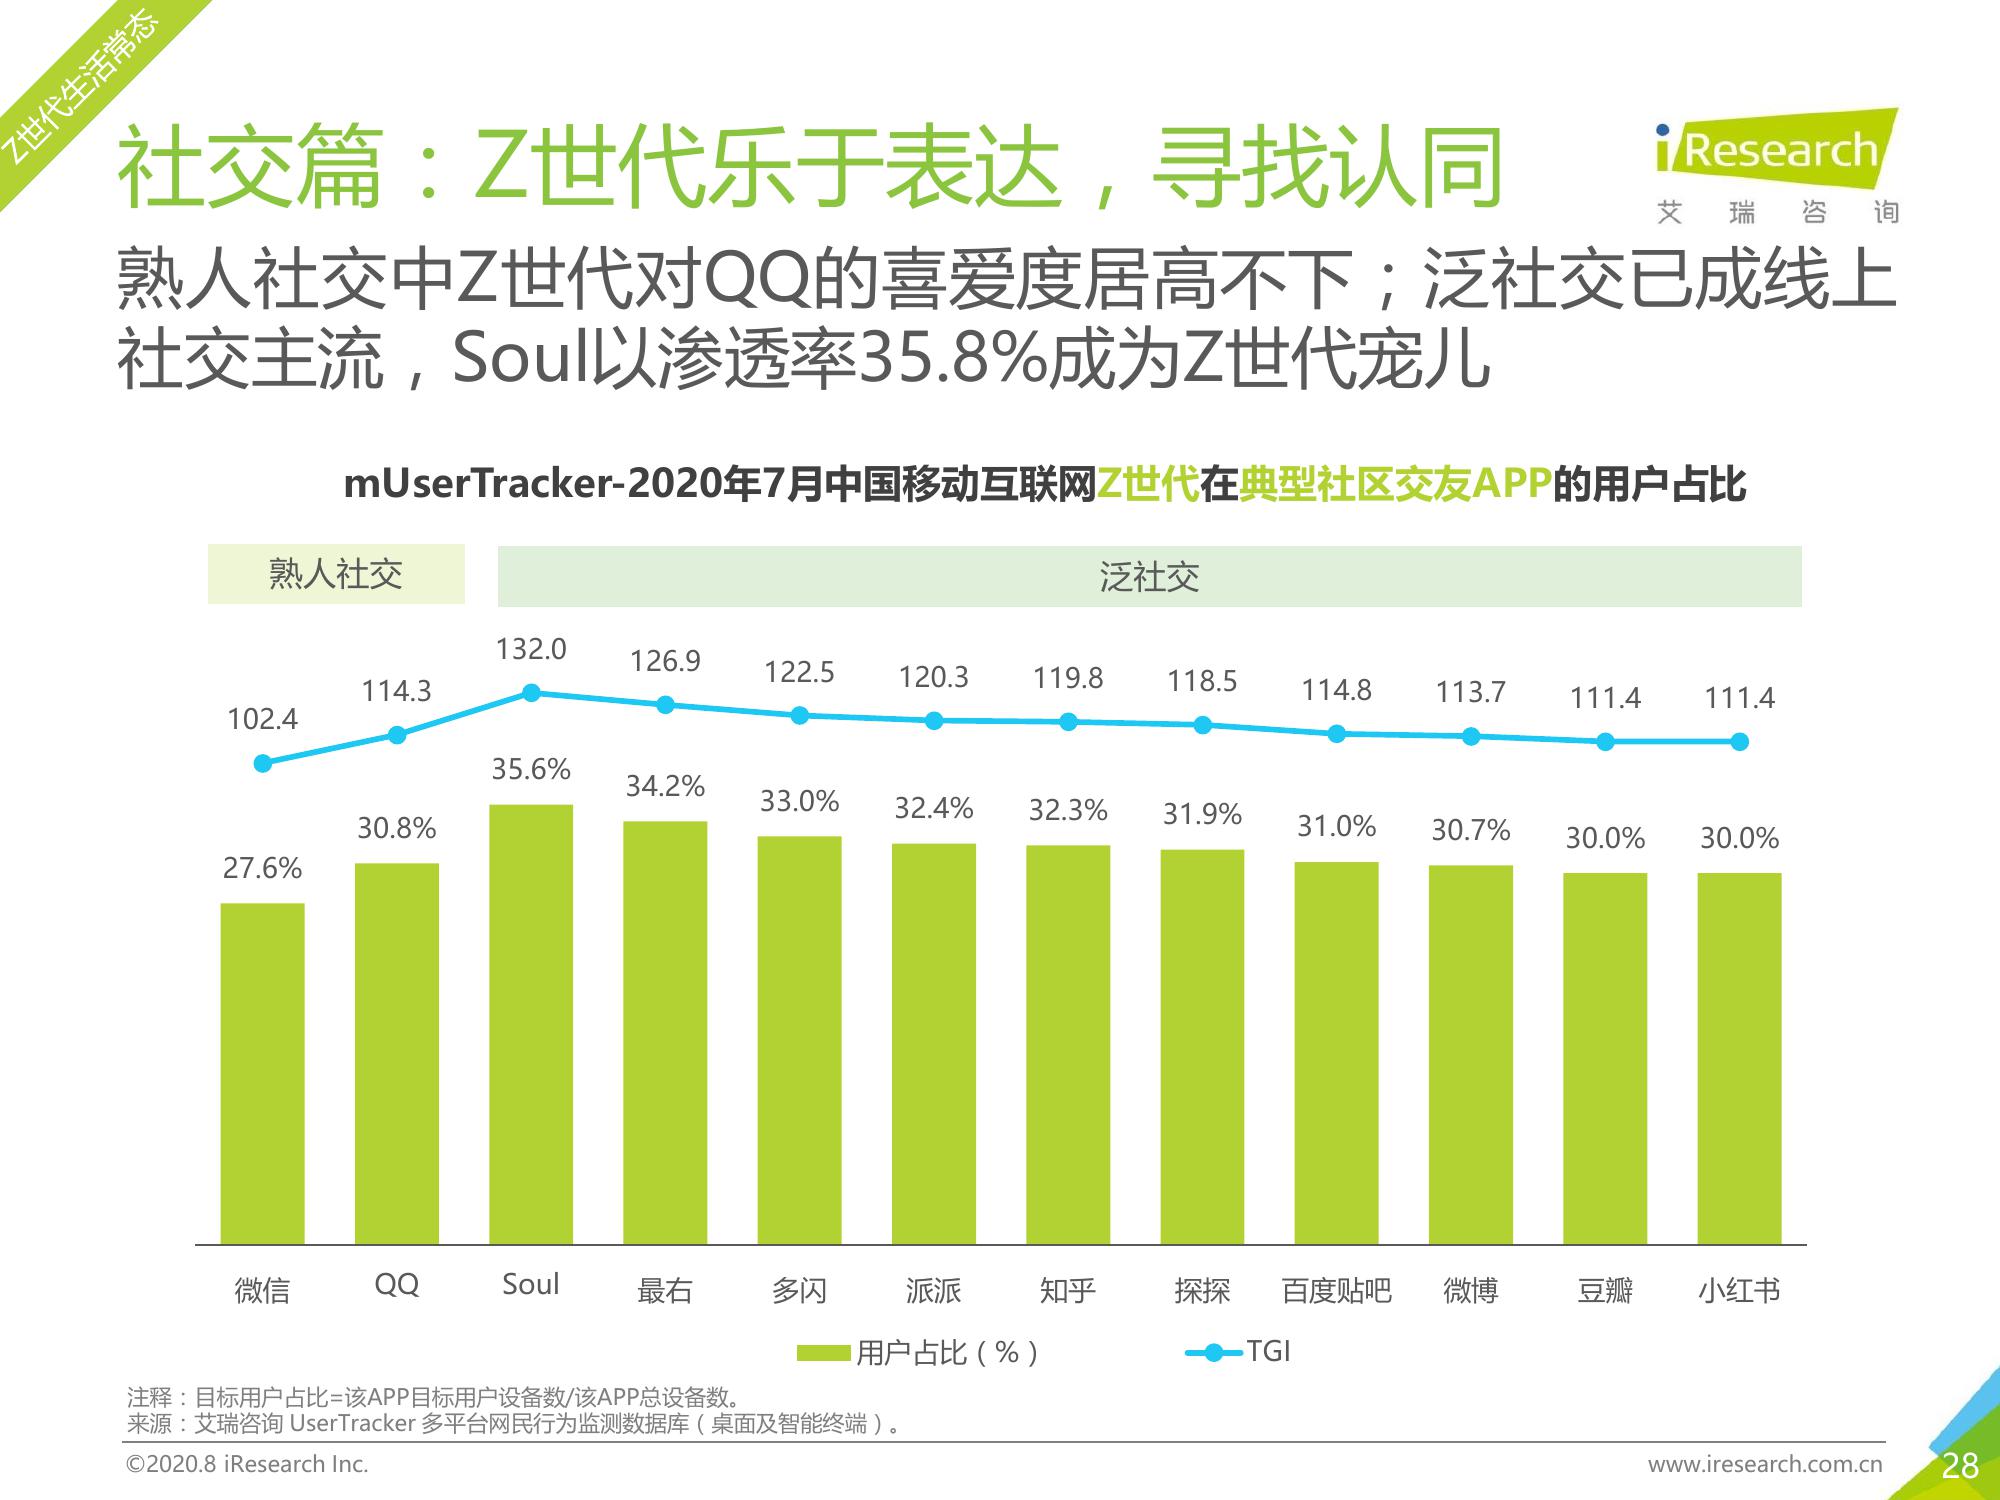 Z世代生活常态
社交篇：Z世代乐于表达，寻找认同
iResearch
艾瑞咨询
熟人社交中Z世代对QQ的喜爱度居高不下；泛社交已成线上
社交主流，Soul以渗透率35.8%成为Z世代宠儿
mUserTracker-2020年7月中国移动互联网Z世代在典型社区交友APP的用户占比
熟人社交 泛社交
102.4 114.3 132.0 126.9 122.5 120.3 119.8 118.5 114.8 113.7 111.4 111.4
27.6% 30.8% 35.6% 34.2% 33.0% 32.4% 32.3% 31.9% 31.0% 30.7% 30.0% 30.0%
微信 QQ Soul 最右 多闪 派派 知乎 探探 百度贴吧 微博 豆瓣 小红书
用户占比（%） TGI
注释：目标用户占比=该APP目标用户设备数/该APP总设备数。
来源：艾瑞咨询 UserTracker 多平台网民行为监测数据库（桌面及智能终端）。
©2020.8 iResearch Inc. www.iresearch.com.cn 28